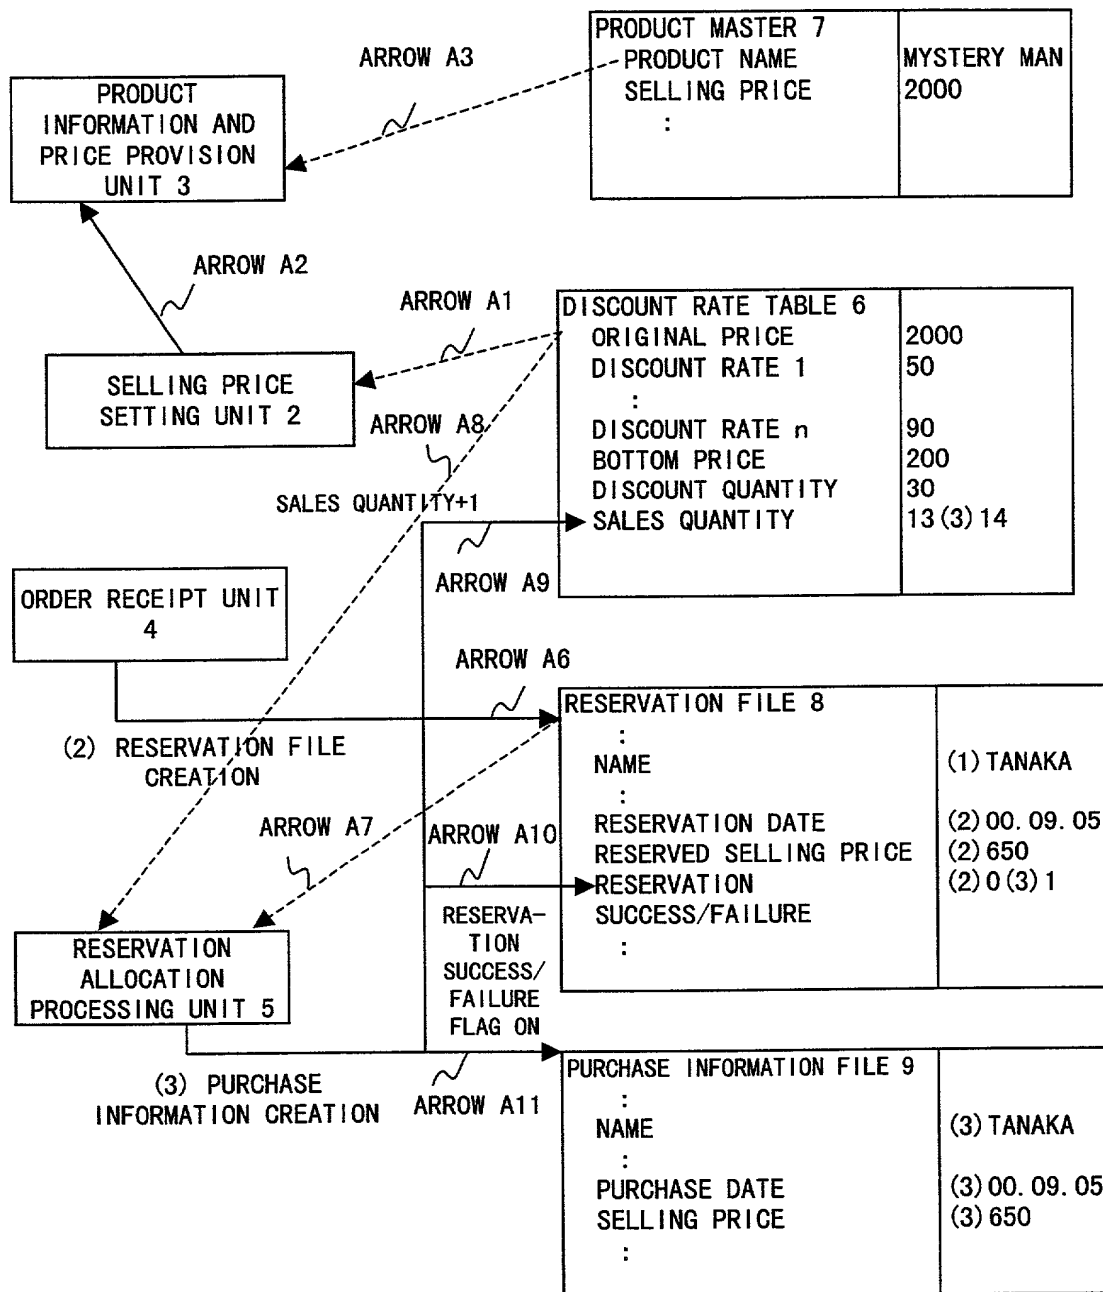 PRODUCT MASTER 7
PRODUCT NAME MYSTERY MAN
SELLING PRICE 2000
:
ARROW A3
PRODUCT
INFORMATION AND
PRICE PROVISION
UNIT 3
ARROW A2
ARROW A1
DISCOUNT RATE TABLE 6
ORIGINAL PRICE 2000
DISCOUNT RATE 1 50
:
DISCOUNT RATE n 90
BOTTOM PRICE 200
DISCOUNT QUANTITY 30
SALES QUANTITY 13(3)14
SELLING PRICE
SETTING UNIT 2
ARROW A8
SALES QUANTITY+1
ARROW A9
ORDER RECEIPT UNIT
4
ARROW A6
(2) RESERVATION FILE
CREATION
RESERVATION FILE 8
:
NAME (1)TANAKA
:
RESERVATION DATE (2)00.09.05
RESERVED SELLING PRICE (2)650
RESERVATION (2)0(3)1
SUCCESS/FAILURE
:
ARROW A7
ARROW A10
RESERVA-
TION
SUCCESS/
FAILURE
FLAG ON
RESERVATION
ALLOCATION
PROCESSING UNIT 5
(3) PURCHASE
INFORMATION CREATION
ARROW A11
PURCHASE INFORMATION FILE 9
:
NAME (3)TANAKA
:
PURCHASE DATE (3)00.09.05
SELLING PRICE (3)650
: